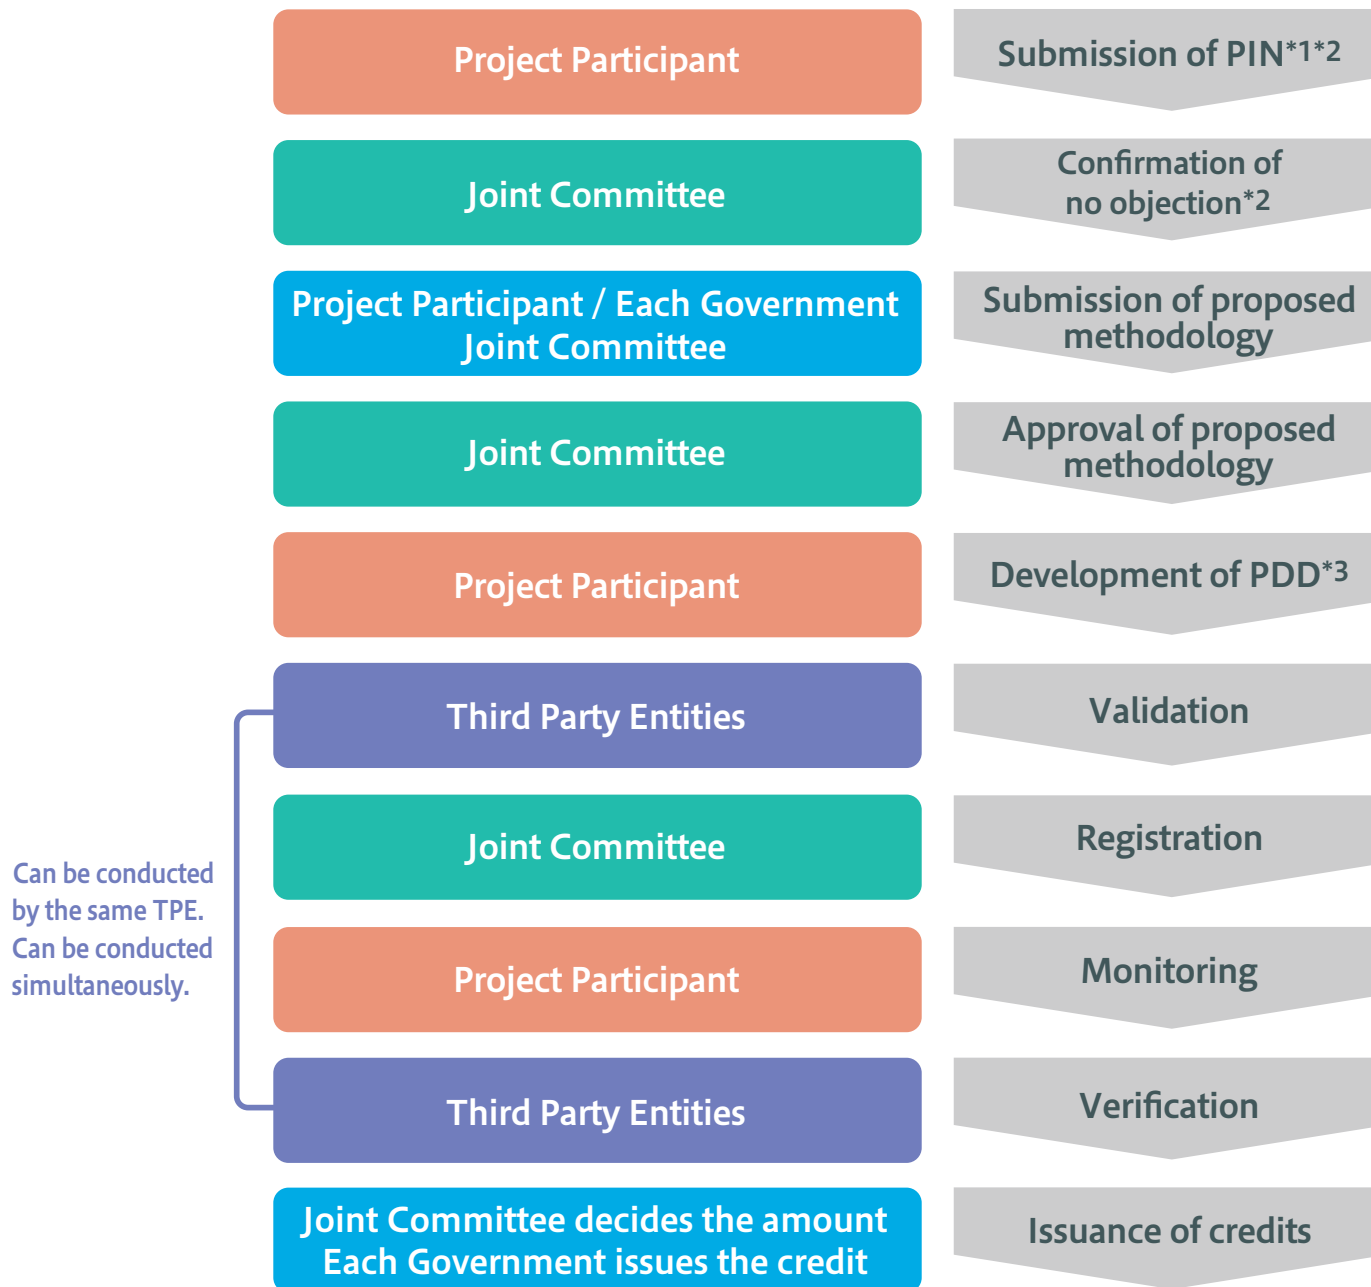 Project Participant
Submission of PIN*1*2
Joint Committee
Confirmation of
no objection*2
Project Participant / Each Government
Joint Committee
Submission of proposed
methodology
Joint Committee
Approval of proposed
methodology
Project Participant
Development of PDD*3
Third Party Entities
Validation
Joint Committee
Registration
Can be conducted
by the same TPE.
Can be conducted
simultaneously.
Project Participant
Monitoring
Third Party Entities
Verification
Joint Committee decides the amount
Each Government issues the credit
Issuance of credits